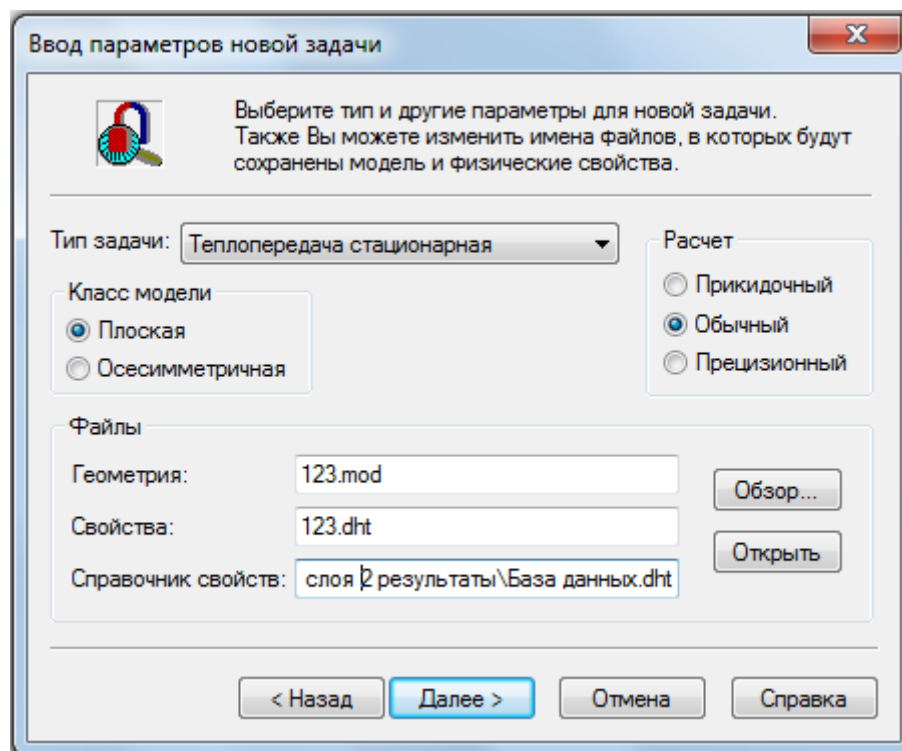 Ввод параметров новой задачи
Выберите тип и другие параметры для новой задачи.
Также Вы можете изменить имена файлов, в которых будут
сохранены модель и физические свойства.
Тип задачи: Теплопередача стационарная
Расчет
Класс модели
Прикидочный
Плоская
Обычный
Осесимметричная
Прецизионный
Файлы
Геометрия: 123.mod
Обзор...
Свойства: 123.dht
Открыть
Справочник свойств: слоя 2 результаты\База данных.dht
< Назад Далее > Отмена Справка